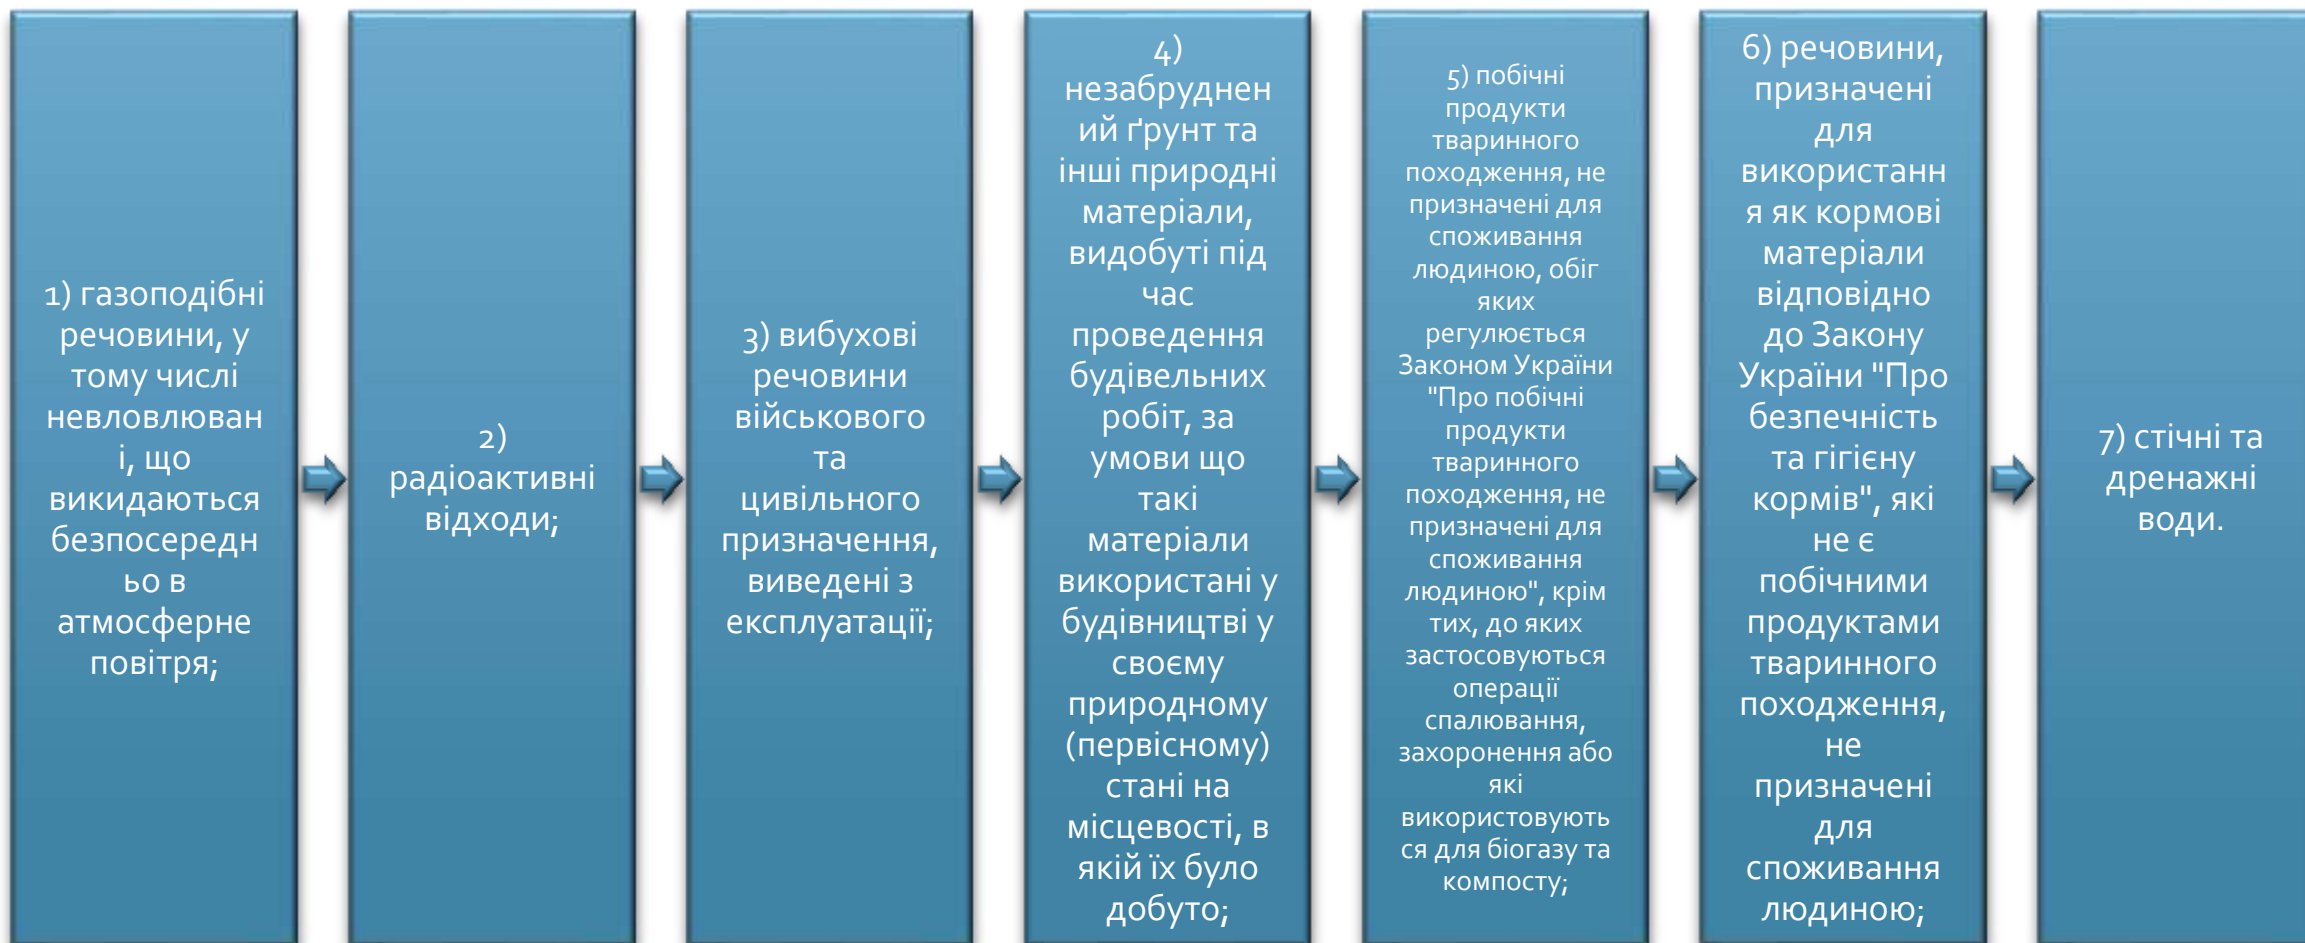 1) газоподібні
речовини, у
тому числі
невловлюван
і, що
викидаються
безпосередн
ьо в
атмосферне
повітря;
2)
радіоактивні
відходи;
3) вибухові
речовини
військового
та
цивільного
призначення,
виведені з
експлуатації;
4)
незабруднен
ий ґрунт та
інші природні
матеріали,
видобуті під
час
проведення
будівельних
робіт, за
умови що
такі
матеріали
використані у
будівництві у
своєму
природному
(первісному)
стані на
місцевості, в
якій їх було
добуто;
5) побічні
продукти
тваринного
походження, не
призначені для
споживання
людиною, обіг
яких
регулюється
Законом України
"Про побічні
продукти
тваринного
походження, не
призначені для
споживання
людиною", крім
тих, до яких
застосовуються
операції
спалювання,
захоронення або
які
використовують
ся для біогазу та
компосту;
6) речовини,
призначені
для
використанн
я як кормові
матеріали
відповідно
до Закону
України "Про
безпечність
та гігієну
кормів", які
не є
побічними
продуктами
тваринного
походження,
не
призначені
для
споживання
людиною;
7) стічні та
дренажні
води.